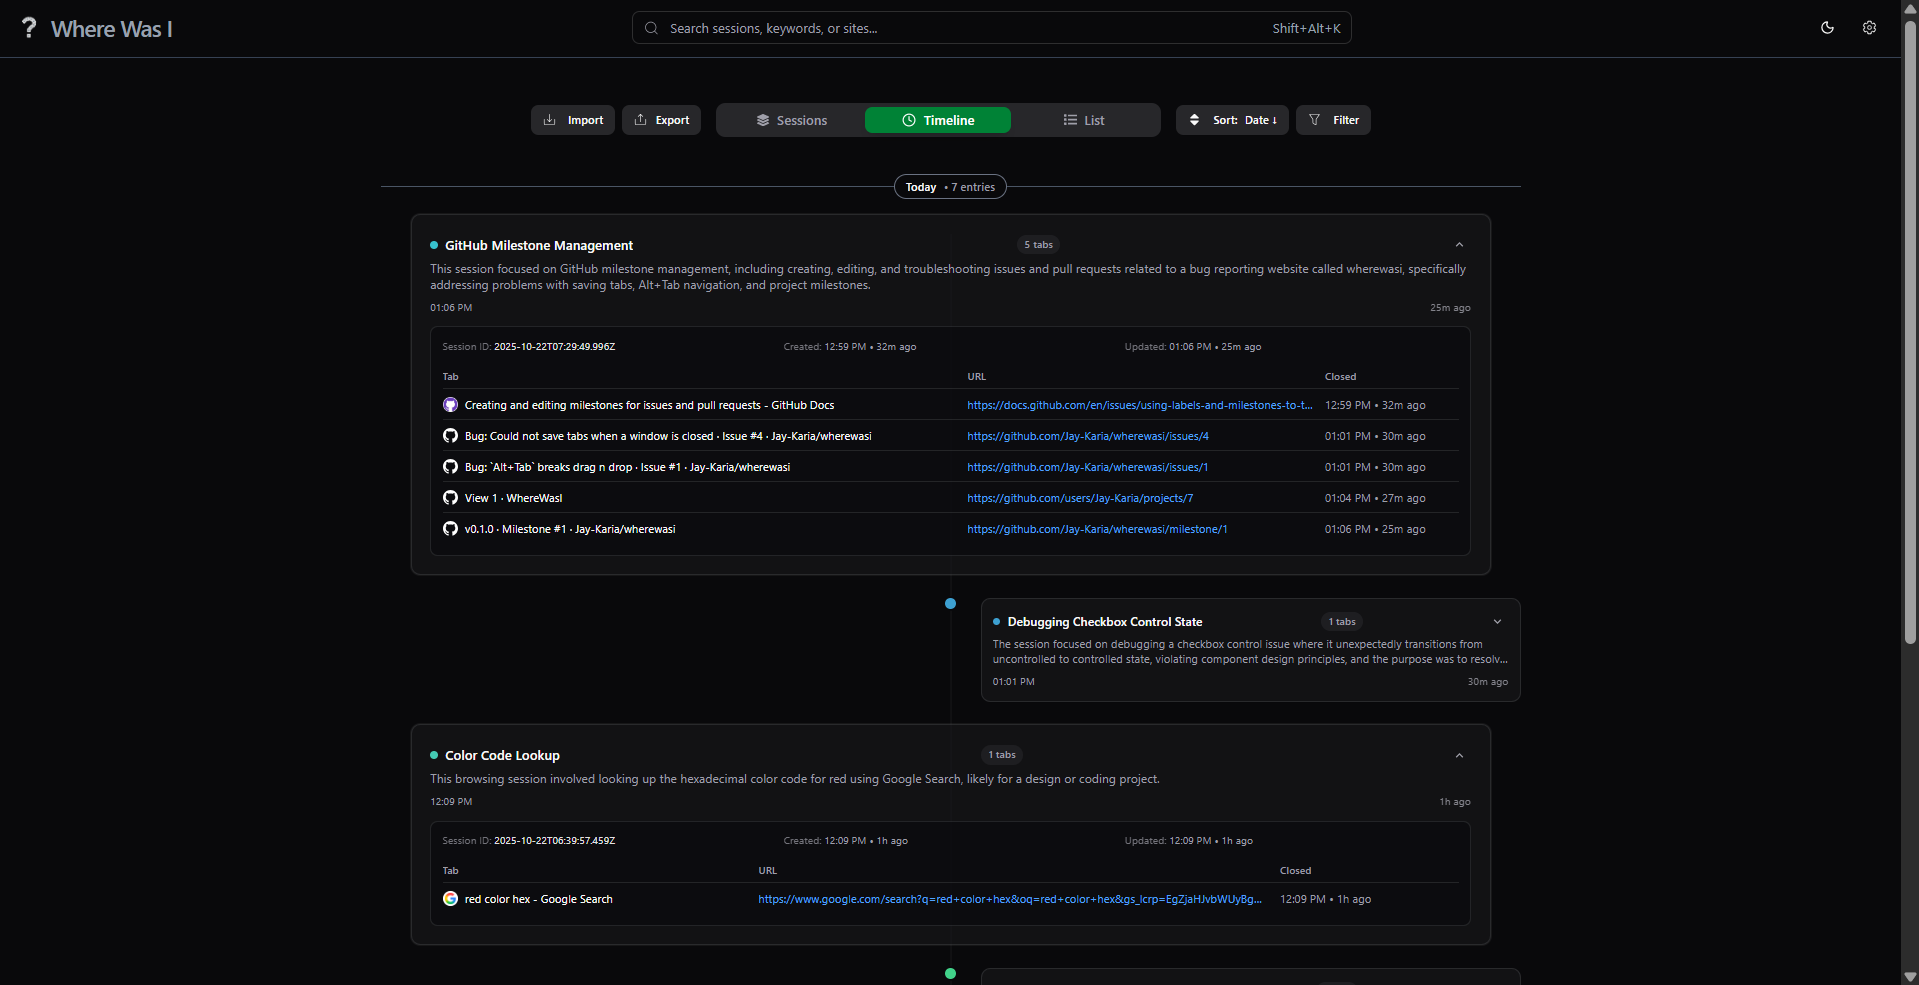 ? Where Was I
Search sessions, keywords, or sites... Shift+Alt+K
Import Export Sessions Timeline List Sort: Date ↓ Filter
Today • 7 entries
GitHub Milestone Management 5 tabs
This session focused on GitHub milestone management, including creating, editing, and troubleshooting issues and pull requests related to a bug reporting website called wherewasi, specifically
addressing problems with saving tabs, Alt+Tab navigation, and project milestones.
01:06 PM 25m ago
Session ID: 2025-10-22T07:29:49.996Z Created: 12:59 PM • 32m ago Updated: 01:06 PM • 25m ago
Tab URL Closed
Creating and editing milestones for issues and pull requests - GitHub Docs https://docs.github.com/en/issues/using-labels-and-milestones-to-t... 12:59 PM • 32m ago
Bug: Could not save tabs when a window is closed · Issue #4 · Jay-Karia/wherewasi https://github.com/Jay-Karia/wherewasi/issues/4 01:01 PM • 30m ago
Bug: `Alt+Tab` breaks drag n drop · Issue #1 · Jay-Karia/wherewasi https://github.com/Jay-Karia/wherewasi/issues/1 01:01 PM • 30m ago
View 1 · WhereWasI https://github.com/users/Jay-Karia/projects/7 01:04 PM • 27m ago
v0.1.0 · Milestone #1 · Jay-Karia/wherewasi https://github.com/Jay-Karia/wherewasi/milestone/1 01:06 PM • 25m ago
Debugging Checkbox Control State 1 tabs
The session focused on debugging a checkbox control issue where it unexpectedly transitions from
uncontrolled to controlled state, violating component design principles, and the purpose was to resolv...
01:01 PM 30m ago
Color Code Lookup 1 tabs
This browsing session involved looking up the hexadecimal color code for red using Google Search, likely for a design or coding project.
12:09 PM 1h ago
Session ID: 2025-10-22T06:39:57.459Z Created: 12:09 PM • 1h ago Updated: 12:09 PM • 1h ago
Tab URL Closed
red color hex - Google Search https://www.google.com/search?q=red+color+hex&oq=red+color+hex&gs_lcrp=EgZjaHJvbWUyBg... 12:09 PM • 1h ago